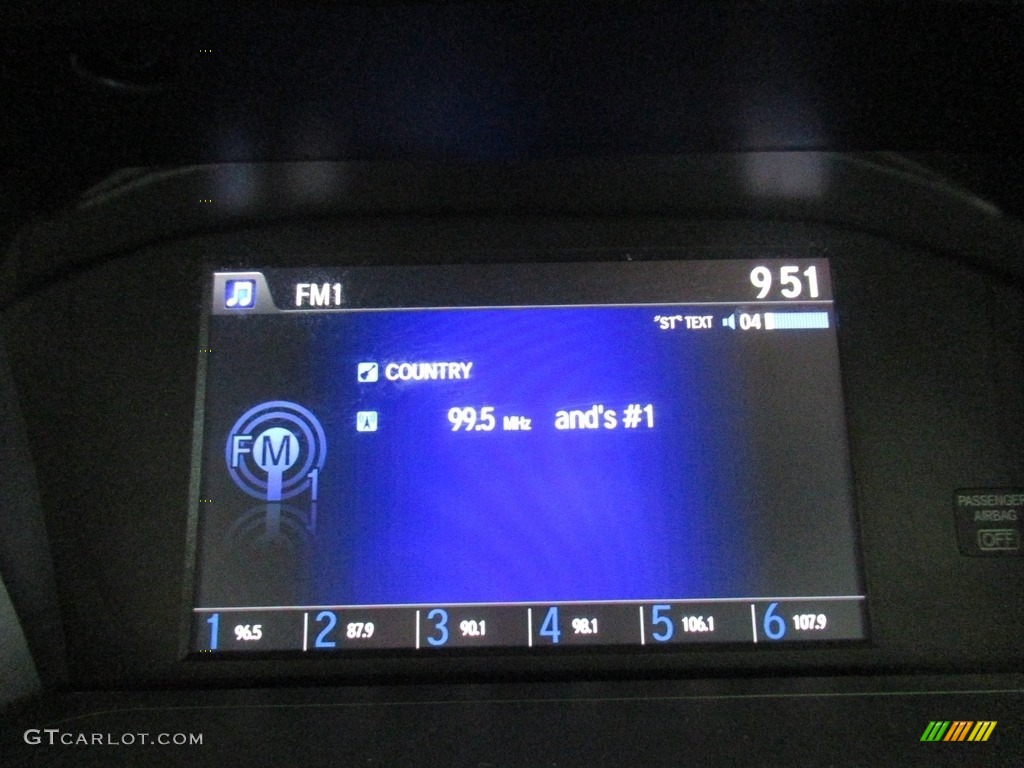 FM1
9 51
"ST" TEXT 04
COUNTRY
99.5 MHz and's #1
FM
1
PASSENGER
AIRBAG
OFF
1 96.5 2 87.9 3 90.1 4 98.1 5 106.1 6 107.9
GTCARLOT.COM